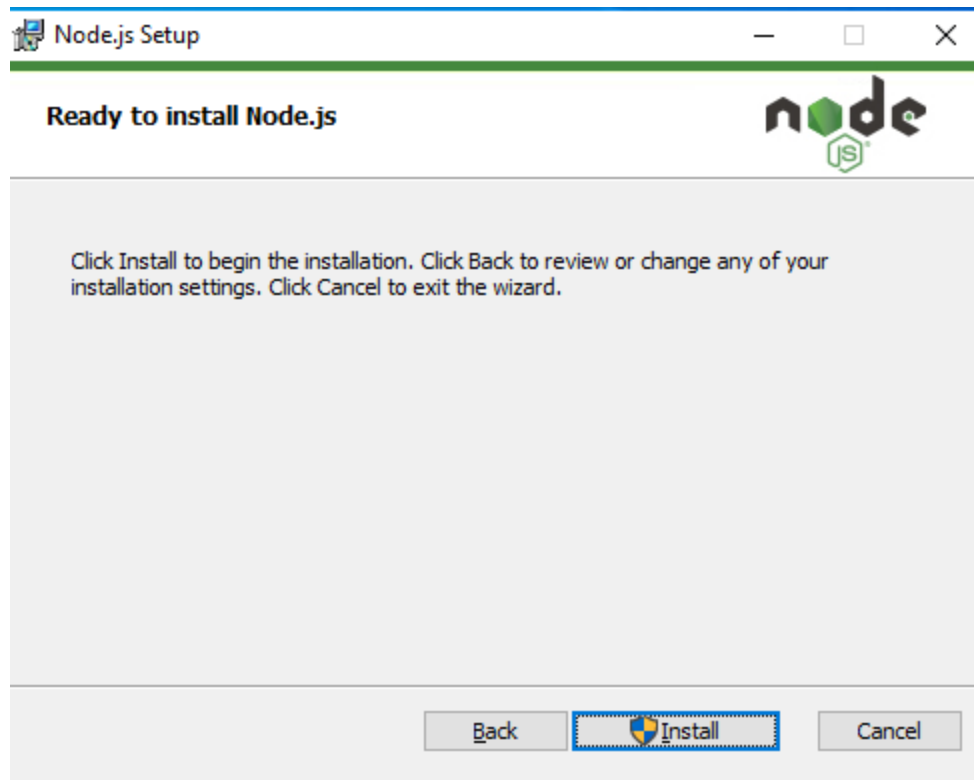 Node.js Setup
Ready to install Node.js
node
JS
Click Install to begin the installation. Click Back to review or change any of your
installation settings. Click Cancel to exit the wizard.
Back
Install
Cancel